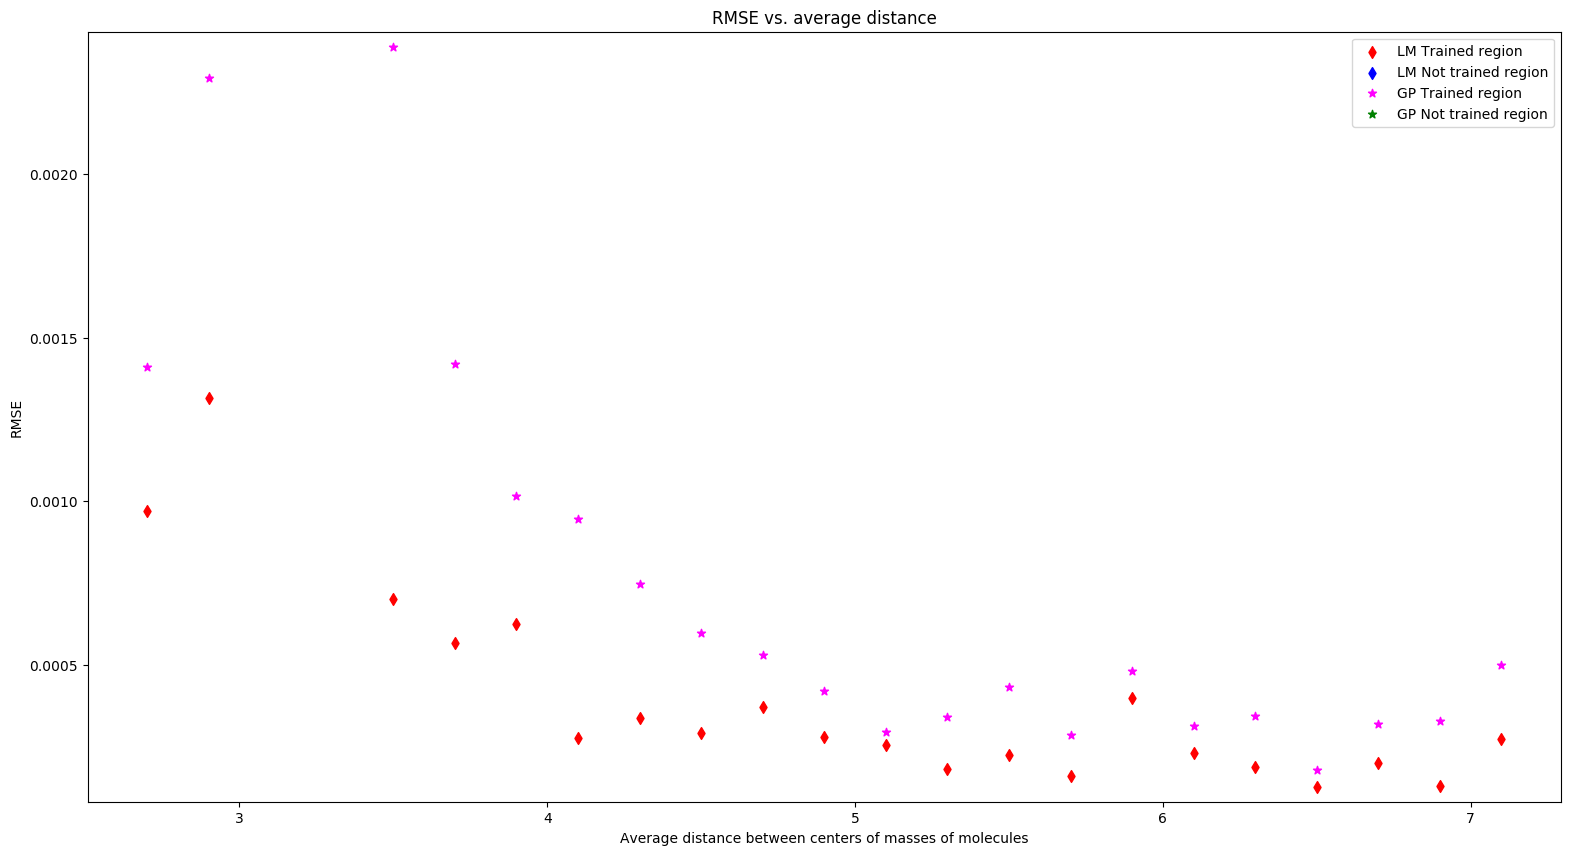 RMSE vs. average distance
LM Trained region
LM Not trained region
GP Trained region
GP Not trained region
0.0020
0.0015
0.0010
0.0005
RMSE
3
4
5
6
7
Average distance between centers of masses of molecules